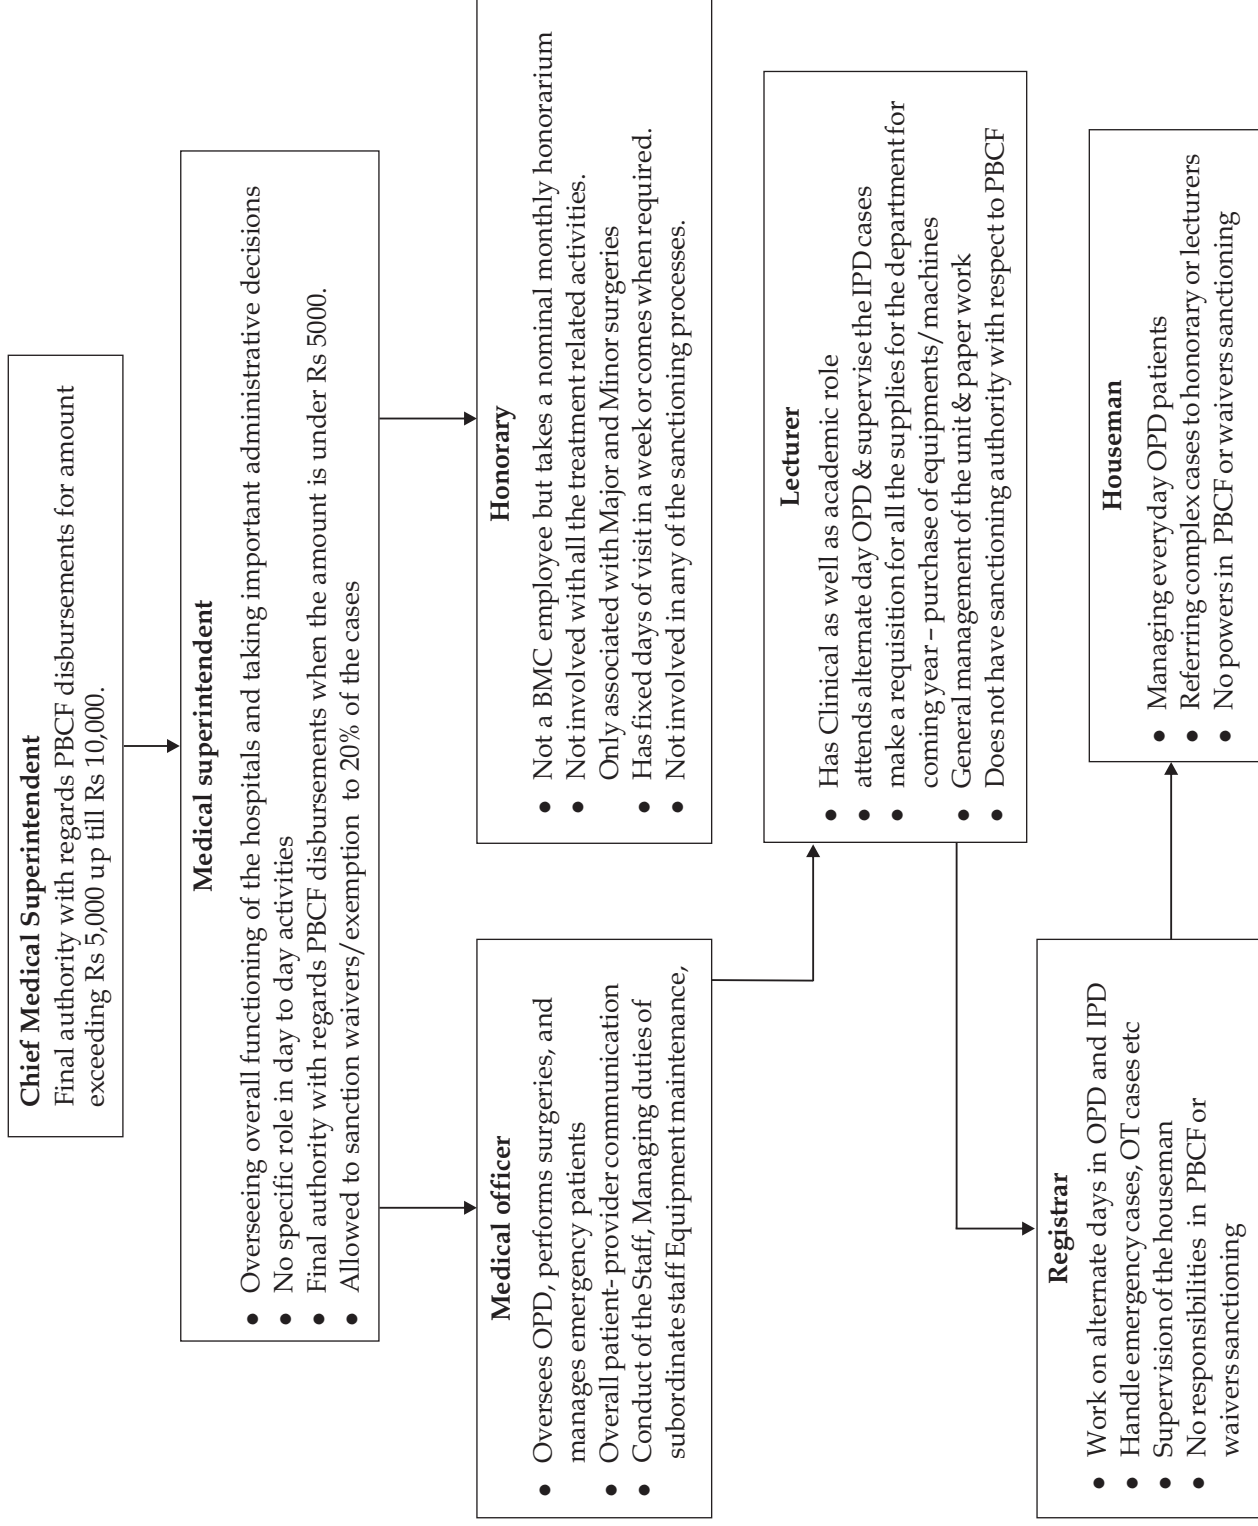 Chief Medical Superintendent
Final authority with regards PBCF disbursements for amount
exceeding Rs 5,000 up till Rs 10,000.
Medical superintendent
● Overseeing overall functioning of the hospitals and taking important administrative decisions
● No specific role in day to day activities
● Final authority with regards PBCF disbursements when the amount is under Rs 5000.
● Allowed to sanction waivers/exemption to 20% of the cases
Medical officer
● Oversees OPD, performs surgeries, and
manages emergency patients
● Overall patient- provider communication
● Conduct of the Staff, Managing duties of
subordinate staff Equipment maintenance,
Honorary
● Not a BMC employee but takes a nominal monthly honorarium
● Not involved with all the treatment related activities.
Only associated with Major and Minor surgeries
● Has fixed days of visit in a week or comes when required.
● Not involved in any of the sanctioning processes.
Lecturer
● Has Clinical as well as academic role
● attends alternate day OPD & supervise the IPD cases
● make a requisition for all the supplies for the department for
coming year – purchase of equipments/machines
● General management of the unit & paper work
● Does not have sanctioning authority with respect to PBCF
Registrar
● Work on alternate days in OPD and IPD
● Handle emergency cases, OT cases etc
● Supervision of the houseman
● No responsibilities in PBCF or
waivers sanctioning
Houseman
● Managing everyday OPD patients
● Referring complex cases to honorary or lecturers
● No powers in PBCF or waivers sanctioning